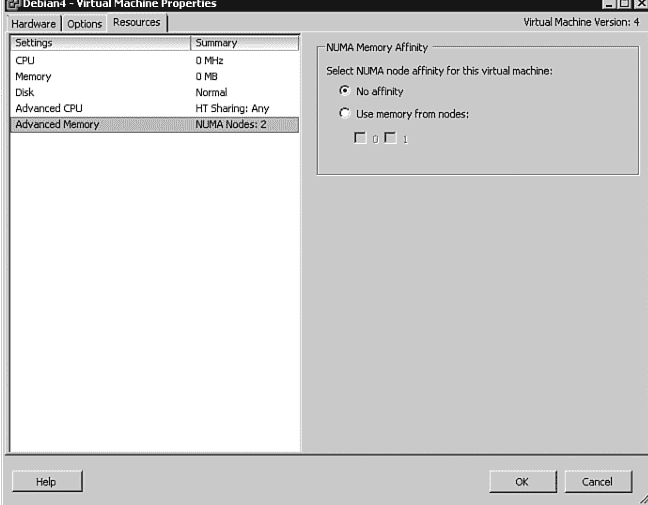 Debian4 - Virtual Machine Properties
Hardware Options Resources Virtual Machine Version: 4
Settings Summary
CPU 0 MHz
Memory 0 MB
Disk Normal
Advanced CPU HT Sharing: Any
Advanced Memory NUMA Nodes: 2
NUMA Memory Affinity
Select NUMA node affinity for this virtual machine:
No affinity
Use memory from nodes:
0 1
Help OK Cancel